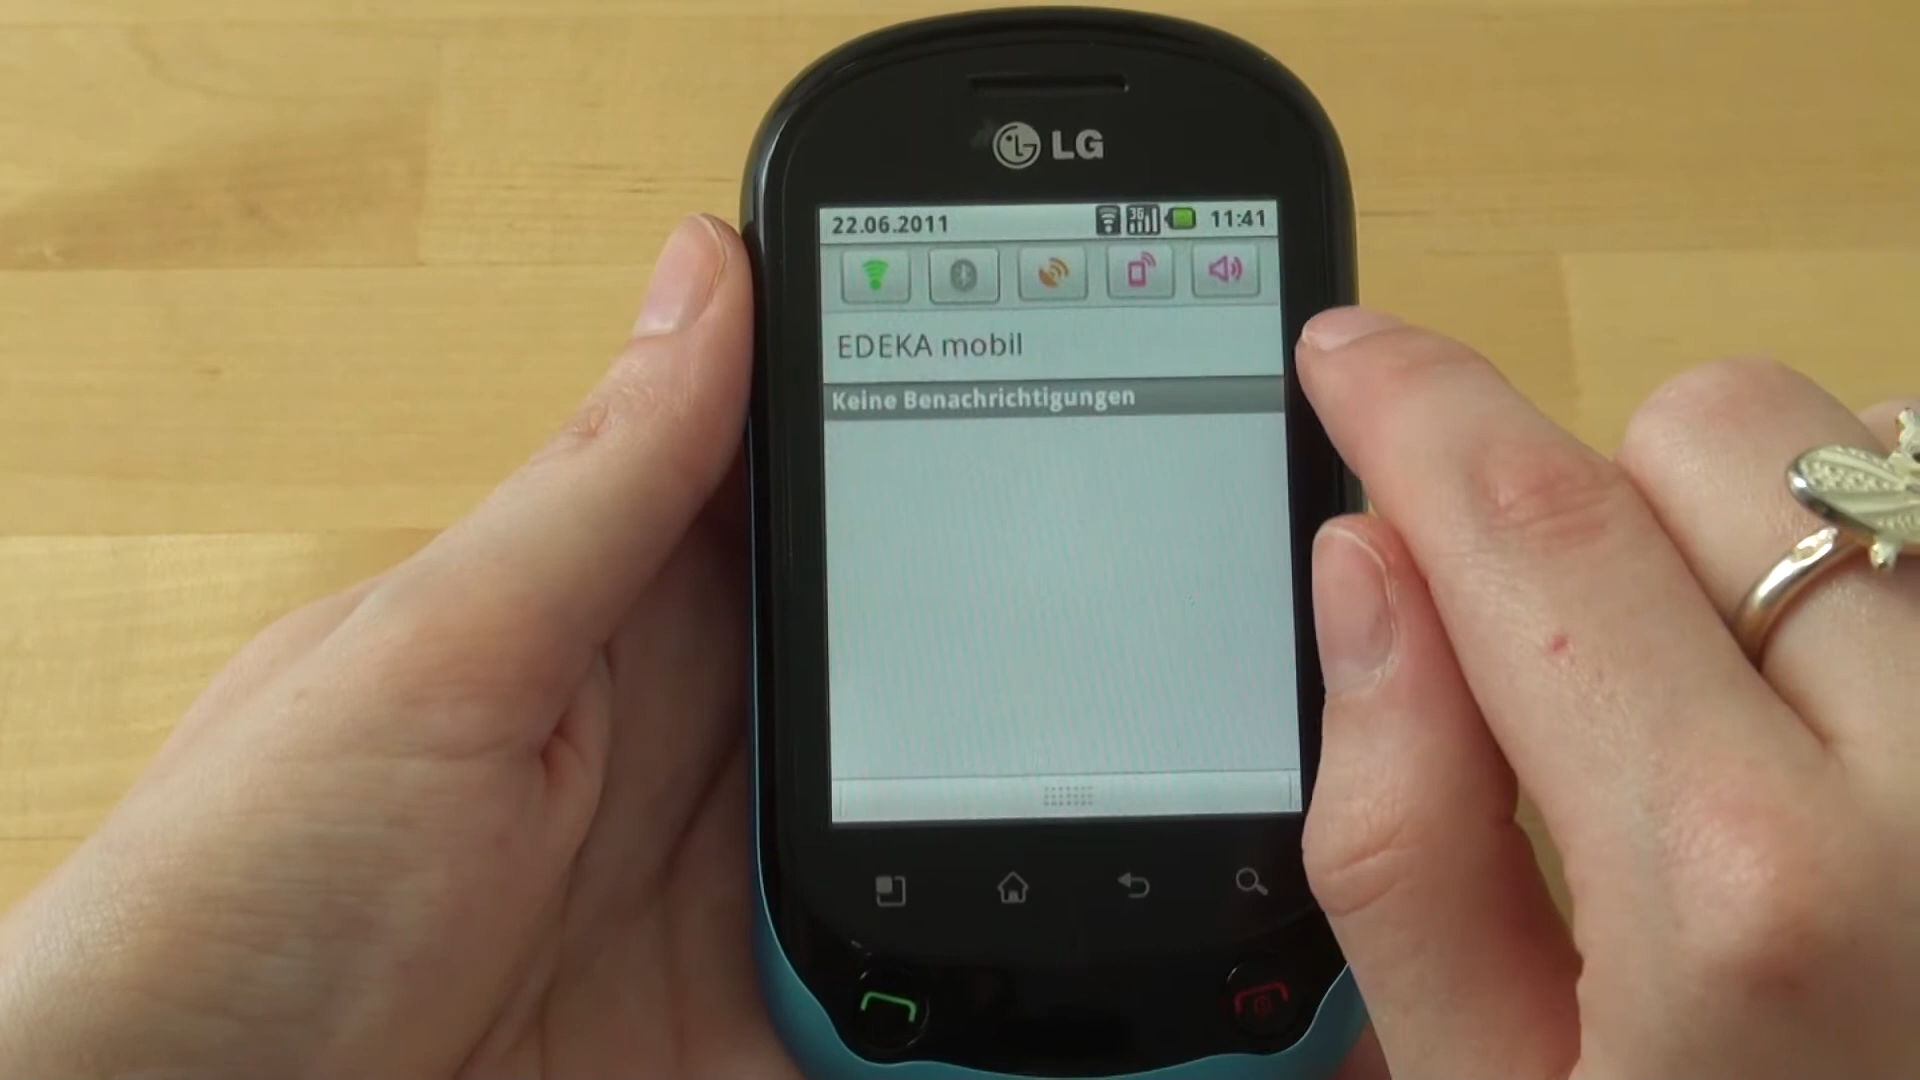 LG
22.06.2011 3G 11:41
EDEKA mobil
Keine Benachrichtigungen